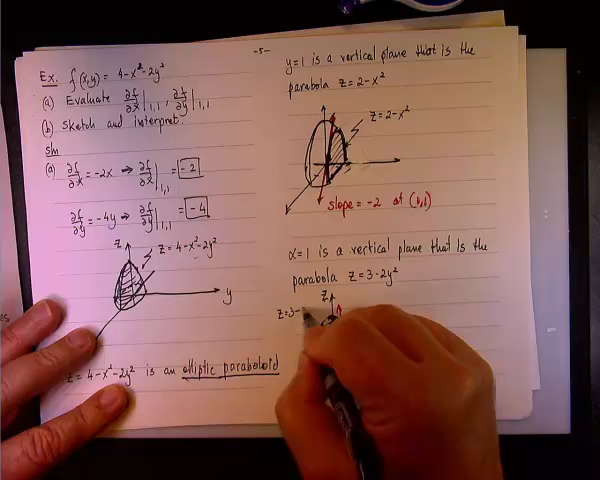 -5-
Ex. f(x,y) = 4-x²-2y²
(a) Evaluate ∂f/∂x|₁,₁ , ∂f/∂y|₁,₁
(b) Sketch and interpret.
Sln
(a) ∂f/∂x = -2x → ∂f/∂x|₁,₁ = -2
∂f/∂y = -4y → ∂f/∂y|₁,₁ = -4
z
z = 4-x²-2y²
y
z = 4-x²-2y² is an elliptic paraboloid
y=1 is a vertical plane that is the
parabola z = 2-x²
z = 2-x²
slope = -2 at (1,1)
x=1 is a vertical plane that is the
parabola z = 3-2y²
z
z=3-